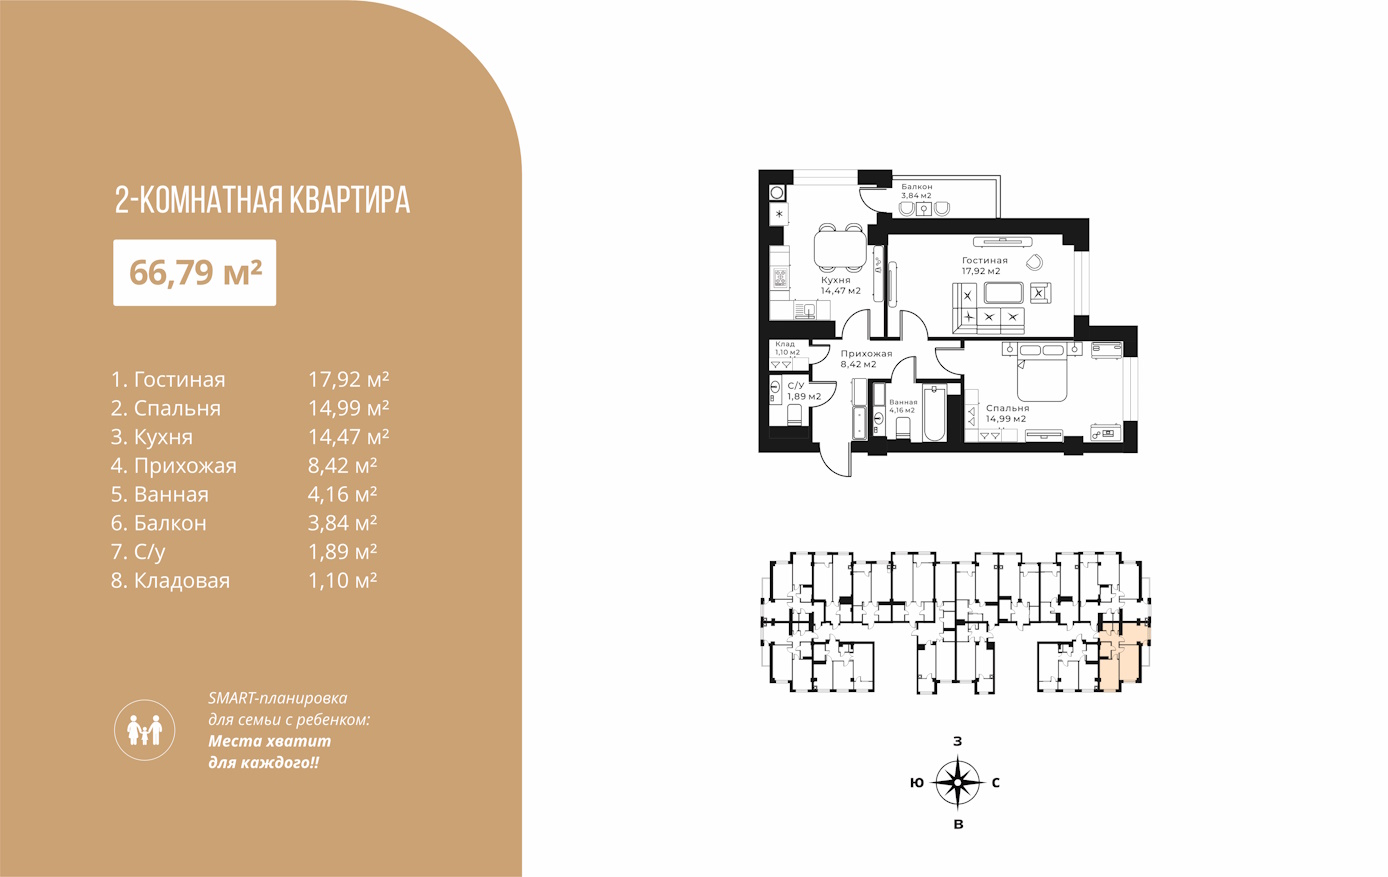 2-КОМНАТНАЯ КВАРТИРА
66,79 м²
1. Гостиная 17,92 м²
2. Спальня 14,99 м²
3. Кухня 14,47 м²
4. Прихожая 8,42 м²
5. Ванная 4,16 м²
6. Балкон 3,84 м²
7. С/у 1,89 м²
8. Кладовая 1,10 м²
SMART-планировка
для семьи с ребенком:
Места хватит
для каждого!!
Балкон
3,84 м2
Гостиная
17,92 м2
Кухня
14,47 м2
Клад
1,10 м2
Прихожая
8,42 м2
С/У
1,89 м2
Ванная
4,16 м2
Спальня
14,99 м2
З
Ю С
В